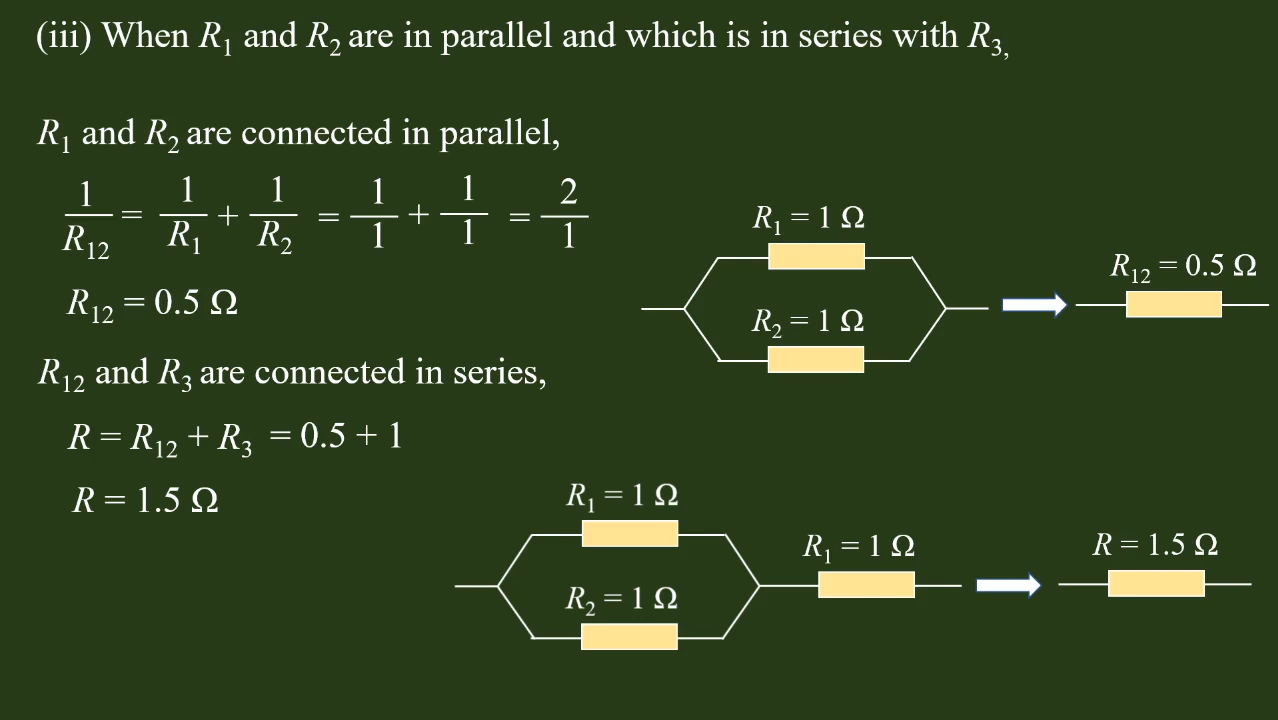 (iii) When R₁ and R₂ are in parallel and which is in series with R₃,
R₁ and R₂ are connected in parallel,
1/R₁₂ = 1/R₁ + 1/R₂ = 1/1 + 1/1 = 2/1
R₁₂ = 0.5 Ω
R₁₂ and R₃ are connected in series,
R = R₁₂ + R₃ = 0.5 + 1
R = 1.5 Ω
R₁ = 1 Ω
R₂ = 1 Ω
R₁₂ = 0.5 Ω
R₁ = 1 Ω
R₂ = 1 Ω
R₁ = 1 Ω
R = 1.5 Ω